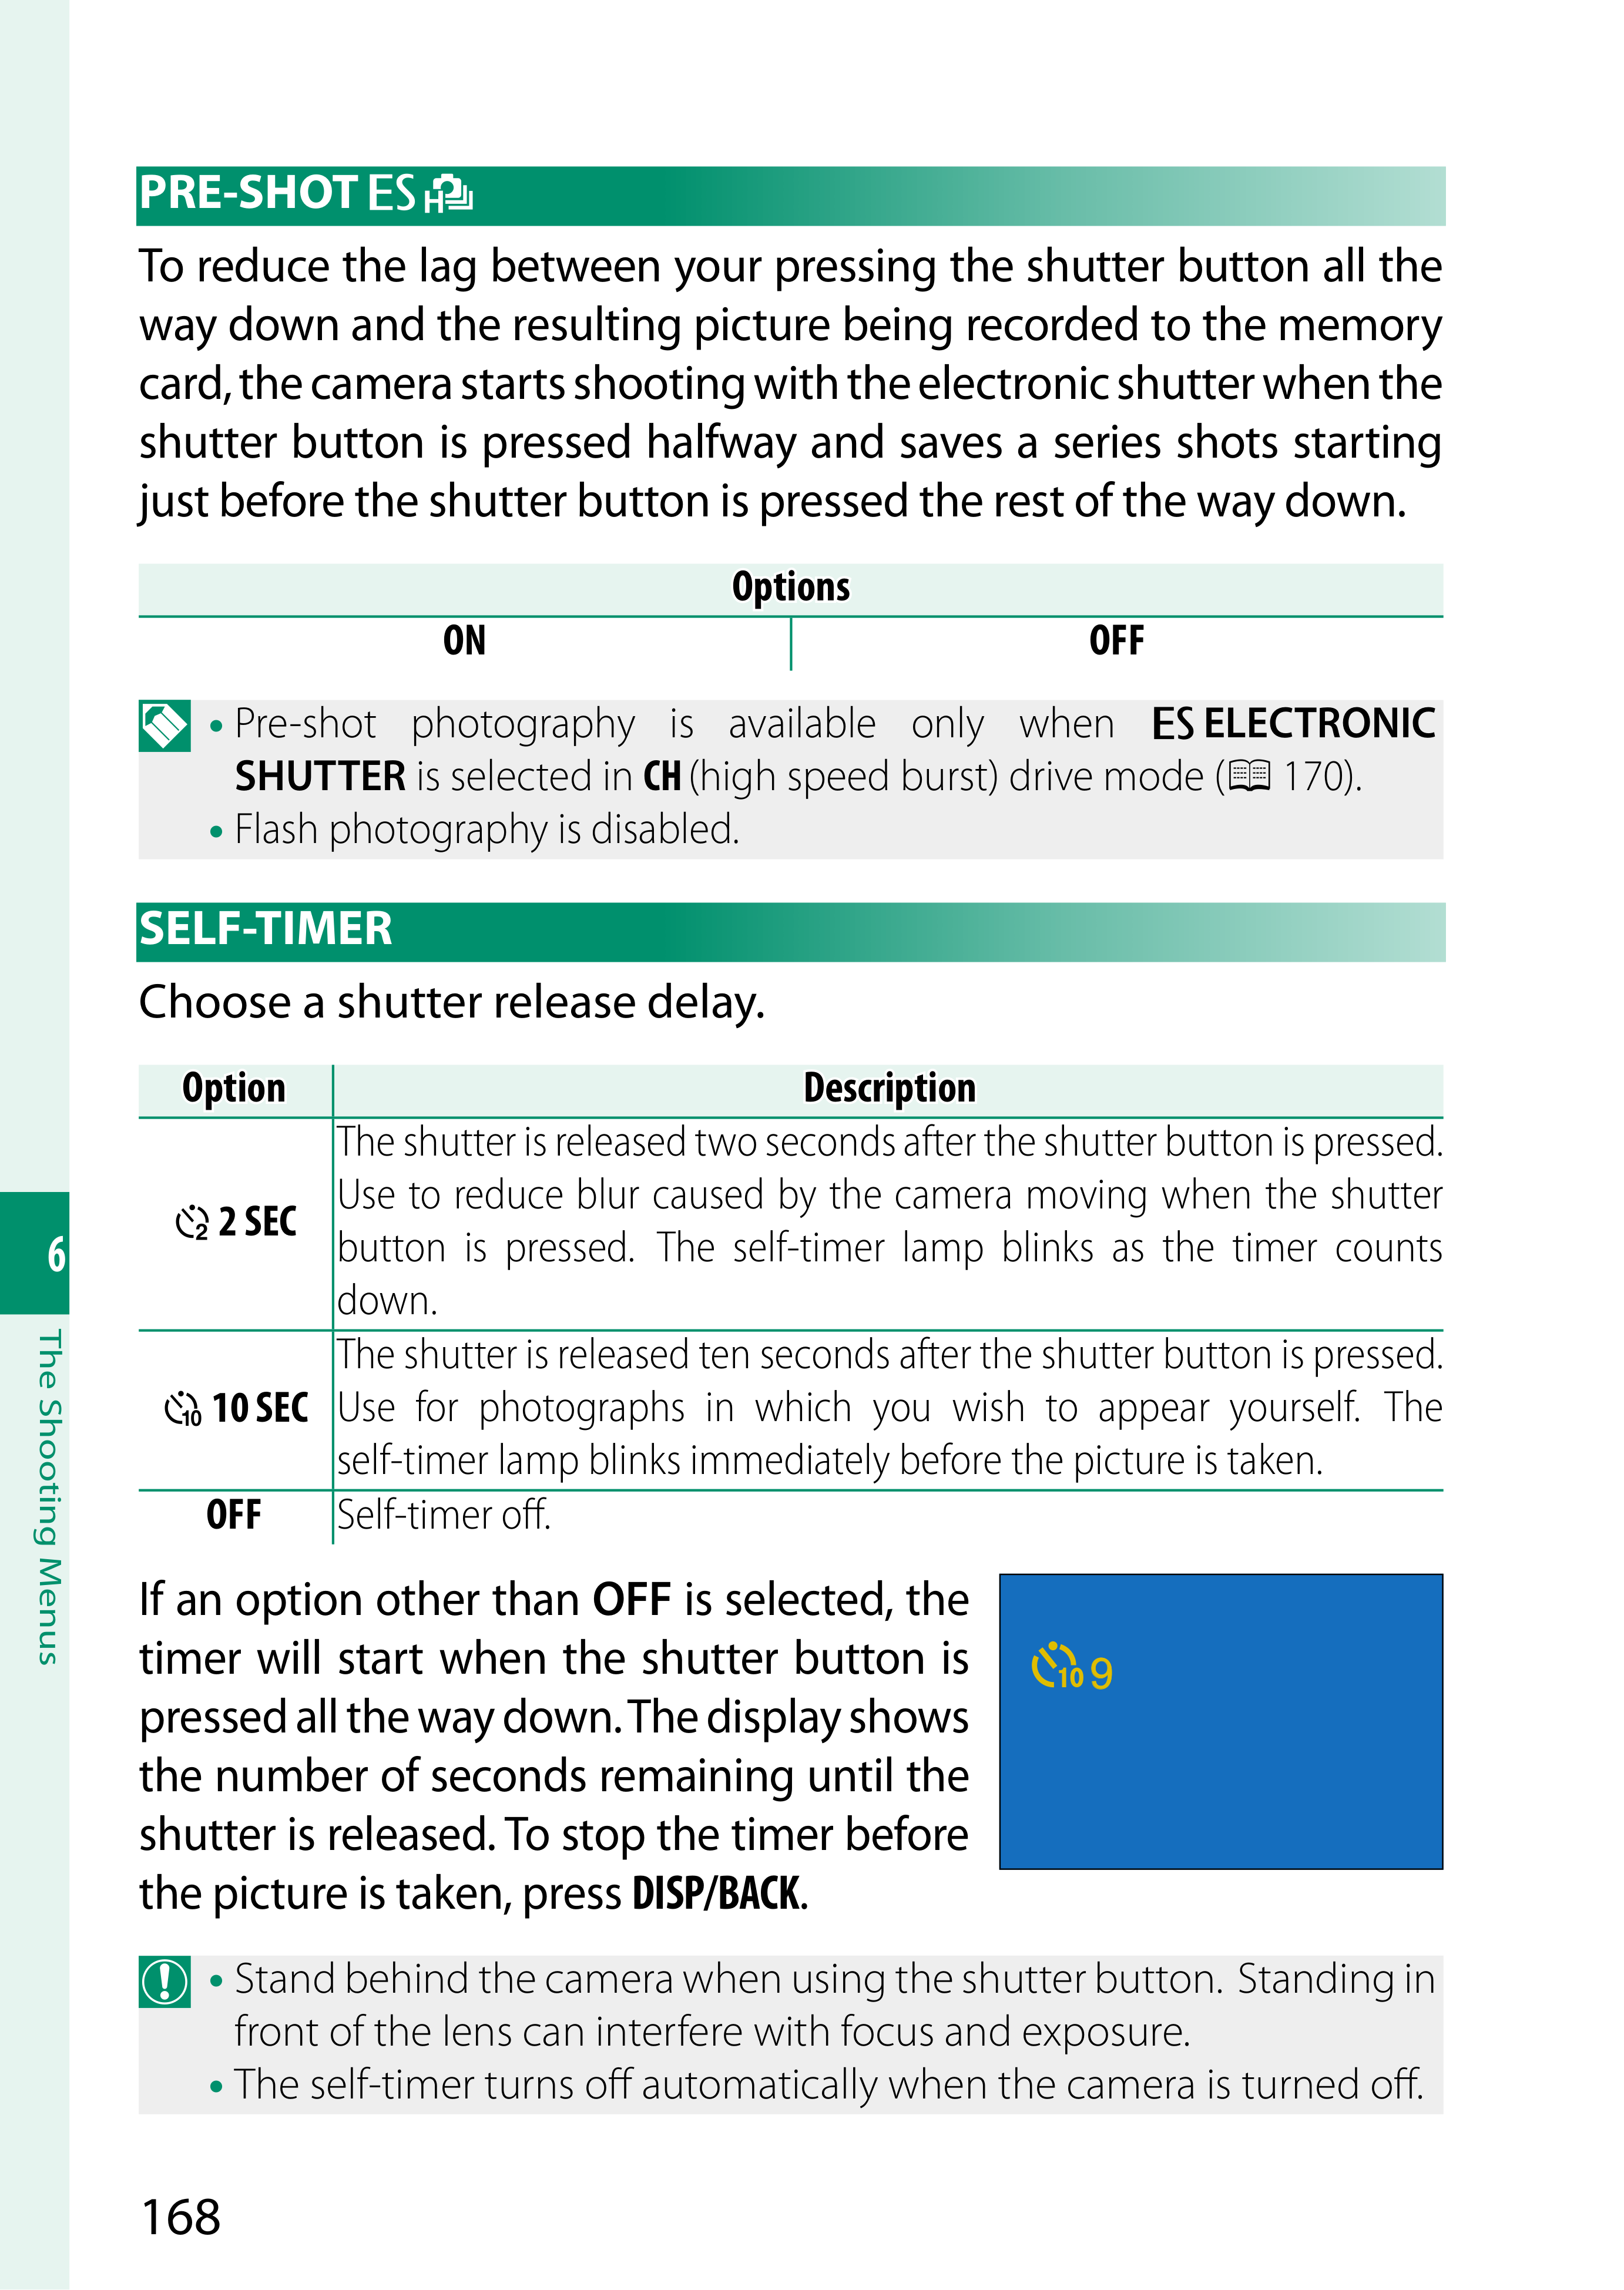 PRE-SHOT ES H
To reduce the lag between your pressing the shutter button all the
way down and the resulting picture being recorded to the memory
card, the camera starts shooting with the electronic shutter when the
shutter button is pressed halfway and saves a series shots starting
just before the shutter button is pressed the rest of the way down.
Options
ON OFF
• Pre-shot photography is available only when ES ELECTRONIC
SHUTTER is selected in CH (high speed burst) drive mode ( 170).
• Flash photography is disabled.
SELF-TIMER
Choose a shutter release delay.
Option Description
The shutter is released two seconds after the shutter button is pressed.
Use to reduce blur caused by the camera moving when the shutter
2 2 SEC
button is pressed. The self-timer lamp blinks as the timer counts
down.
The shutter is released ten seconds after the shutter button is pressed.
10 10 SEC Use for photographs in which you wish to appear yourself. The
self-timer lamp blinks immediately before the picture is taken.
OFF Self-timer off.
If an option other than OFF is selected, the
timer will start when the shutter button is
pressed all the way down. The display shows
the number of seconds remaining until the
shutter is released. To stop the timer before
the picture is taken, press DISP/BACK.
10 9
• Stand behind the camera when using the shutter button. Standing in
front of the lens can interfere with focus and exposure.
• The self-timer turns off automatically when the camera is turned off.
6
The Shooting Menus
168